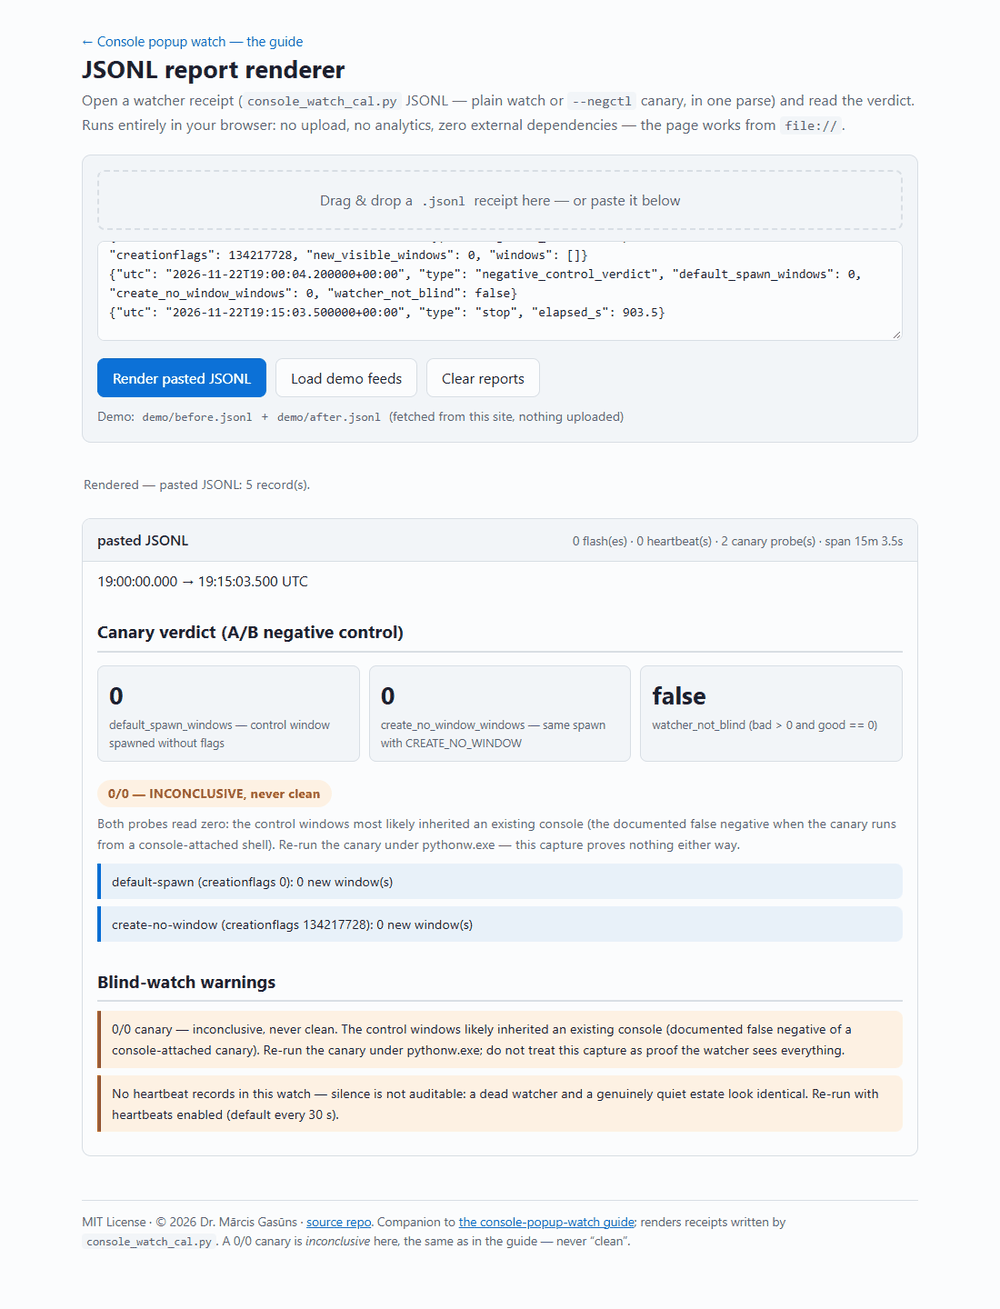 ← Console popup watch — the guide
JSONL report renderer
Open a watcher receipt ( console_watch_cal.py JSONL — plain watch or --negctl canary, in one parse) and read the verdict.
Runs entirely in your browser: no upload, no analytics, zero external dependencies — the page works from file:// .
Drag & drop a .jsonl receipt here — or paste it below
"creationflags": 134217728, "new_visible_windows": 0, "windows": []}
{"utc": "2026-11-22T19:00:04.200000+00:00", "type": "negative_control_verdict", "default_spawn_windows": 0,
"create_no_window_windows": 0, "watcher_not_blind": false}
{"utc": "2026-11-22T19:15:03.500000+00:00", "type": "stop", "elapsed_s": 903.5}
Render pasted JSONL Load demo feeds Clear reports
Demo: demo/before.jsonl + demo/after.jsonl (fetched from this site, nothing uploaded)
Rendered — pasted JSONL: 5 record(s).
pasted JSONL 0 flash(es) · 0 heartbeat(s) · 2 canary probe(s) · span 15m 3.5s
19:00:00.000 → 19:15:03.500 UTC
Canary verdict (A/B negative control)
0
default_spawn_windows — control window
spawned without flags
0
create_no_window_windows — same spawn
with CREATE_NO_WINDOW
false
watcher_not_blind (bad > 0 and good == 0)
0/0 — INCONCLUSIVE, never clean
Both probes read zero: the control windows most likely inherited an existing console (the documented false negative when the canary runs
from a console-attached shell). Re-run the canary under pythonw.exe — this capture proves nothing either way.
default-spawn (creationflags 0): 0 new window(s)
create-no-window (creationflags 134217728): 0 new window(s)
Blind-watch warnings
0/0 canary — inconclusive, never clean. The control windows likely inherited an existing console (documented false negative of a
console-attached canary). Re-run the canary under pythonw.exe; do not treat this capture as proof the watcher sees everything.
No heartbeat records in this watch — silence is not auditable: a dead watcher and a genuinely quiet estate look identical. Re-run with
heartbeats enabled (default every 30 s).
MIT License · © 2026 Dr. Mārcis Gasūns · source repo. Companion to the console-popup-watch guide; renders receipts written by
console_watch_cal.py . A 0/0 canary is inconclusive here, the same as in the guide — never “clean”.